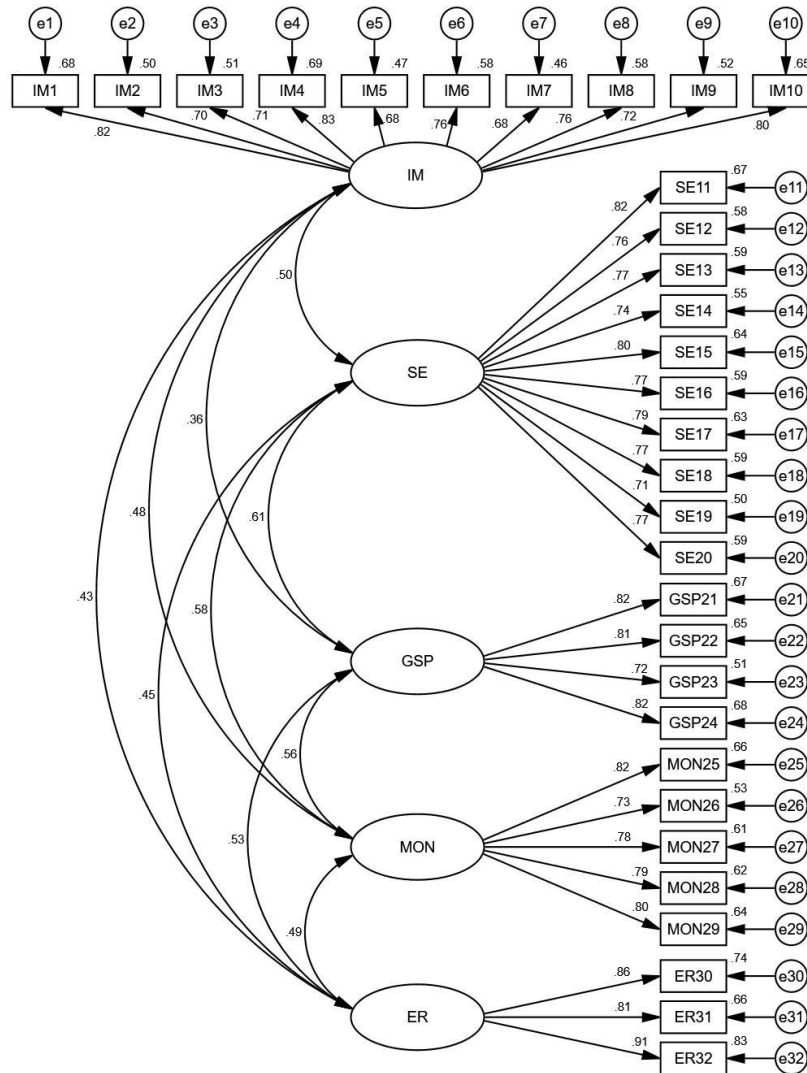 e1 e2 e3 e4 e5 e6 e7 e8 e9 e10
.68 .50 .51 .69 .47 .58 .46 .58 .52 .65
IM1 IM2 IM3 IM4 IM5 IM6 IM7 IM8 IM9 IM10
.82 .70 .71 .83 .68 .76 .68 .76 .72 .80
IM
.82 SE11 .67 e11
.76 SE12 .58 e12
.77 SE13 .59 e13
.74 SE14 .55 e14
.80 SE15 .64 e15
.77 SE16 .59 e16
.79 SE17 .63 e17
.77 SE18 .59 e18
.71 SE19 .50 e19
.77 SE20 .59 e20
.50
SE
.36
.48
.61
.43
.58
.45
.82 GSP21 .67 e21
.81 GSP22 .65 e22
.72 GSP23 .51 e23
.82 GSP24 .68 e24
GSP
.56
.53
.82 MON25 .66 e25
.73 MON26 .53 e26
.78 MON27 .61 e27
.79 MON28 .62 e28
.80 MON29 .64 e29
MON
.49
.86 ER30 .74 e30
.81 ER31 .66 e31
.91 ER32 .83 e32
ER